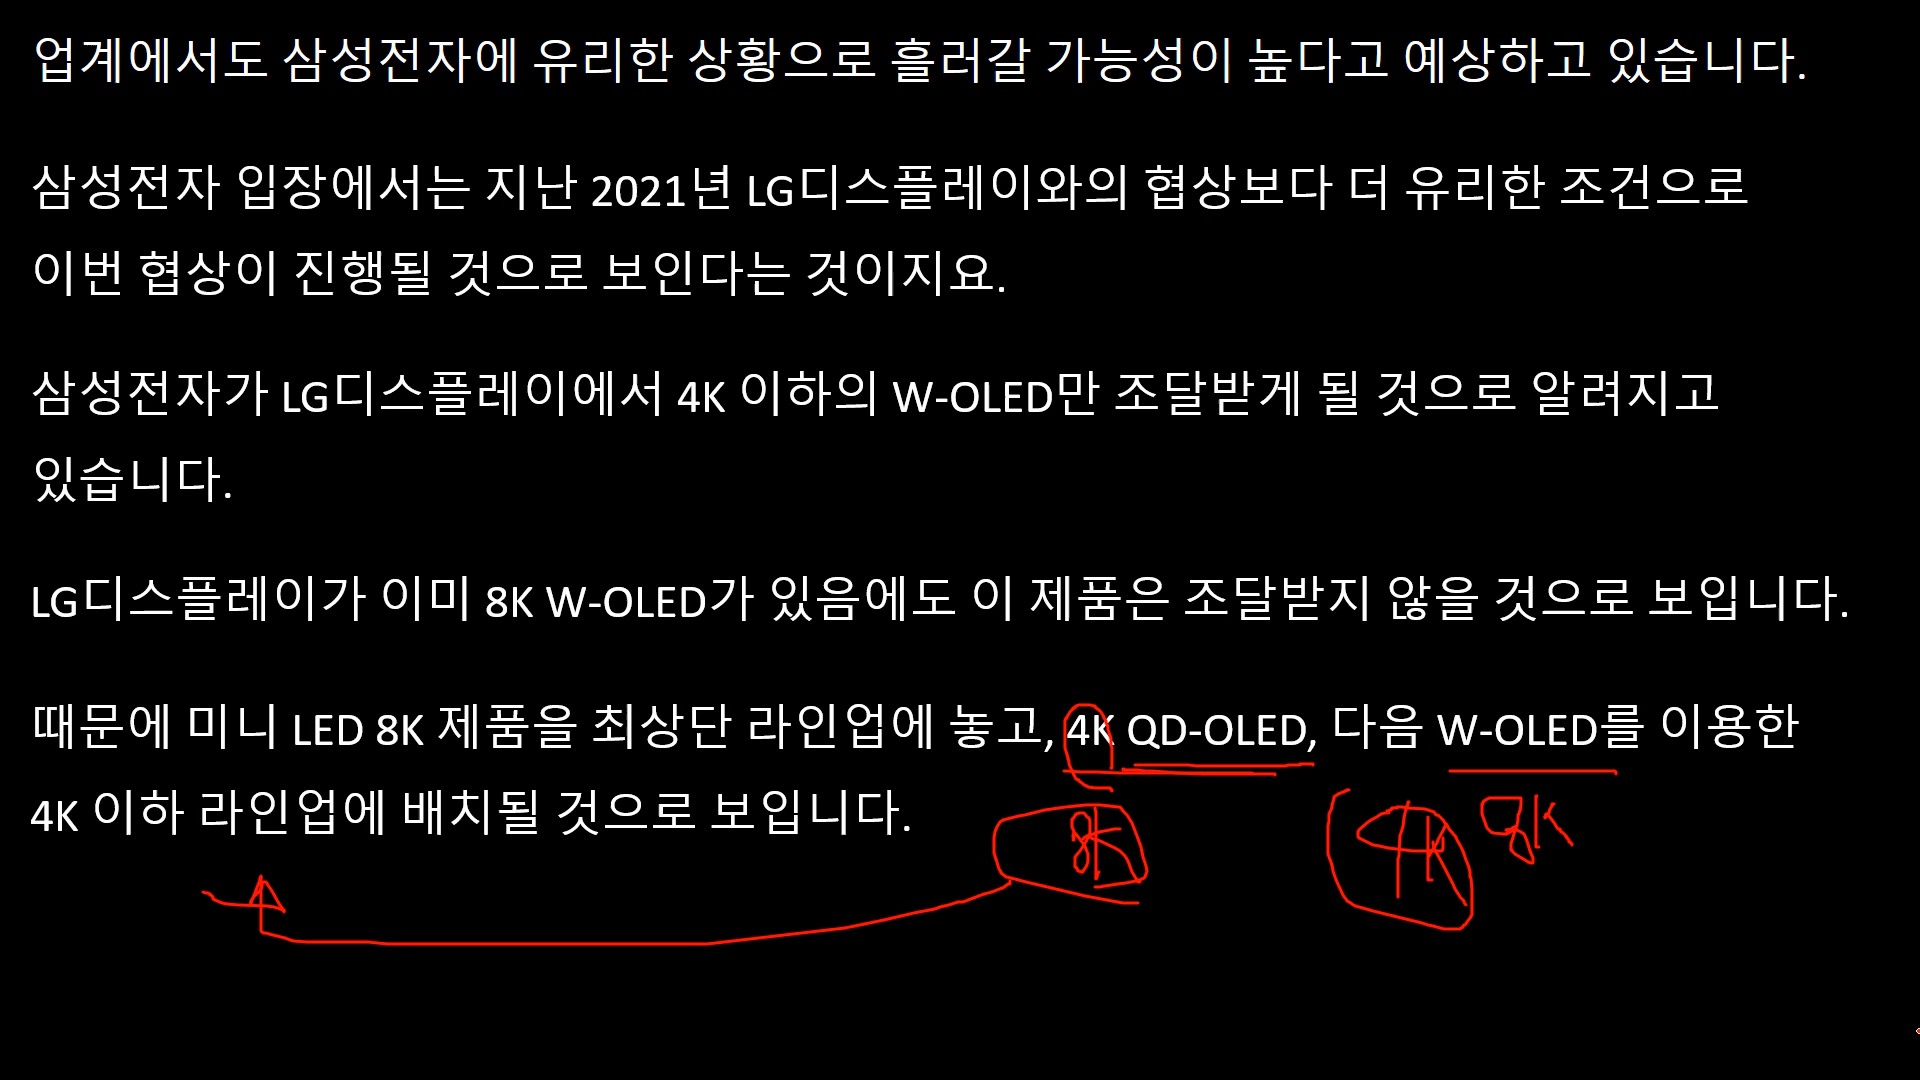 업계에서도 삼성전자에 유리한 상황으로 흘러갈 가능성이 높다고 예상하고 있습니다.
삼성전자 입장에서는 지난 2021년 LG디스플레이와의 협상보다 더 유리한 조건으로
이번 협상이 진행될 것으로 보인다는 것이지요.
삼성전자가 LG디스플레이에서 4K 이하의 W-OLED만 조달받게 될 것으로 알려지고
있습니다.
LG디스플레이가 이미 8K W-OLED가 있음에도 이 제품은 조달받지 않을 것으로 보입니다.
때문에 미니 LED 8K 제품을 최상단 라인업에 놓고, 4K QD-OLED, 다음 W-OLED를 이용한
4K 이하 라인업에 배치될 것으로 보입니다.
8K 4K 8K